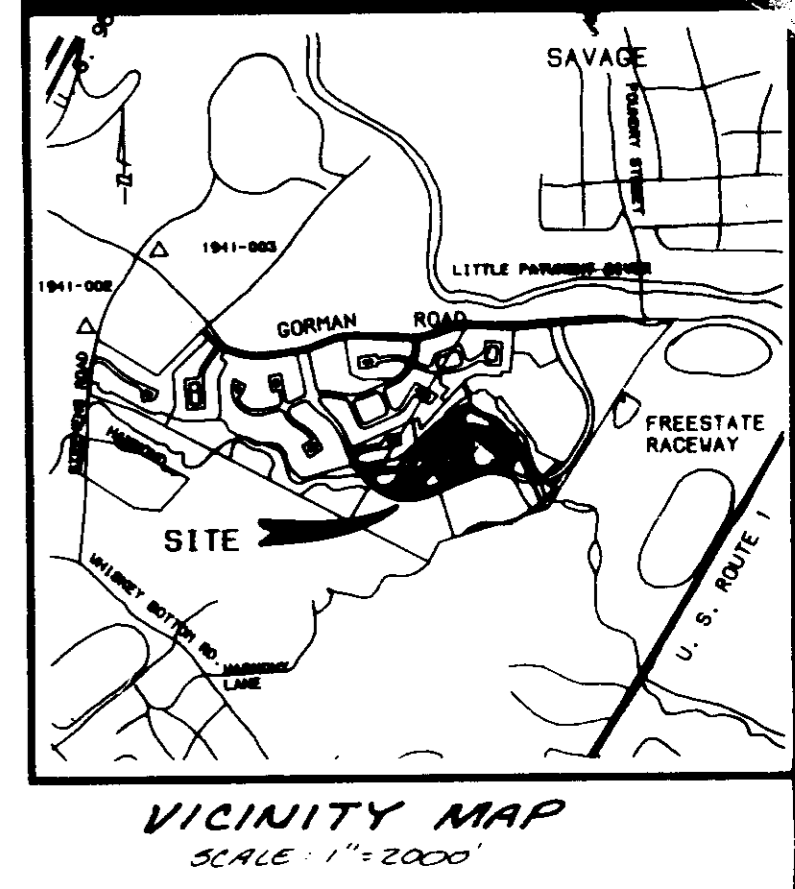 SAVAGE
FOUNDRY STREET
1941-003
1941-002
LITTLE PATUXENT RIVER
GORMAN ROAD
FREESTATE
RACEWAY
SITE
WHISKEY BOTTOM RD.
HARMONY
LANE
U. S. ROUTE 1
VICINITY MAP
SCALE: 1"=2000'